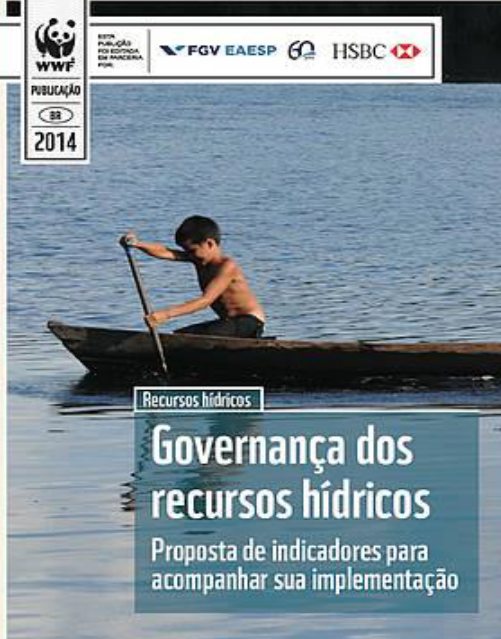 WWF
ESTA
PUBLICAÇÃO
FOI EDITADA
EM PARCERIA
POR:
FGV EAESP
60
HSBC
PUBLICAÇÃO
BR
2014
Recursos hídricos
Governança dos
recursos hídricos
Proposta de indicadores para
acompanhar sua implementação